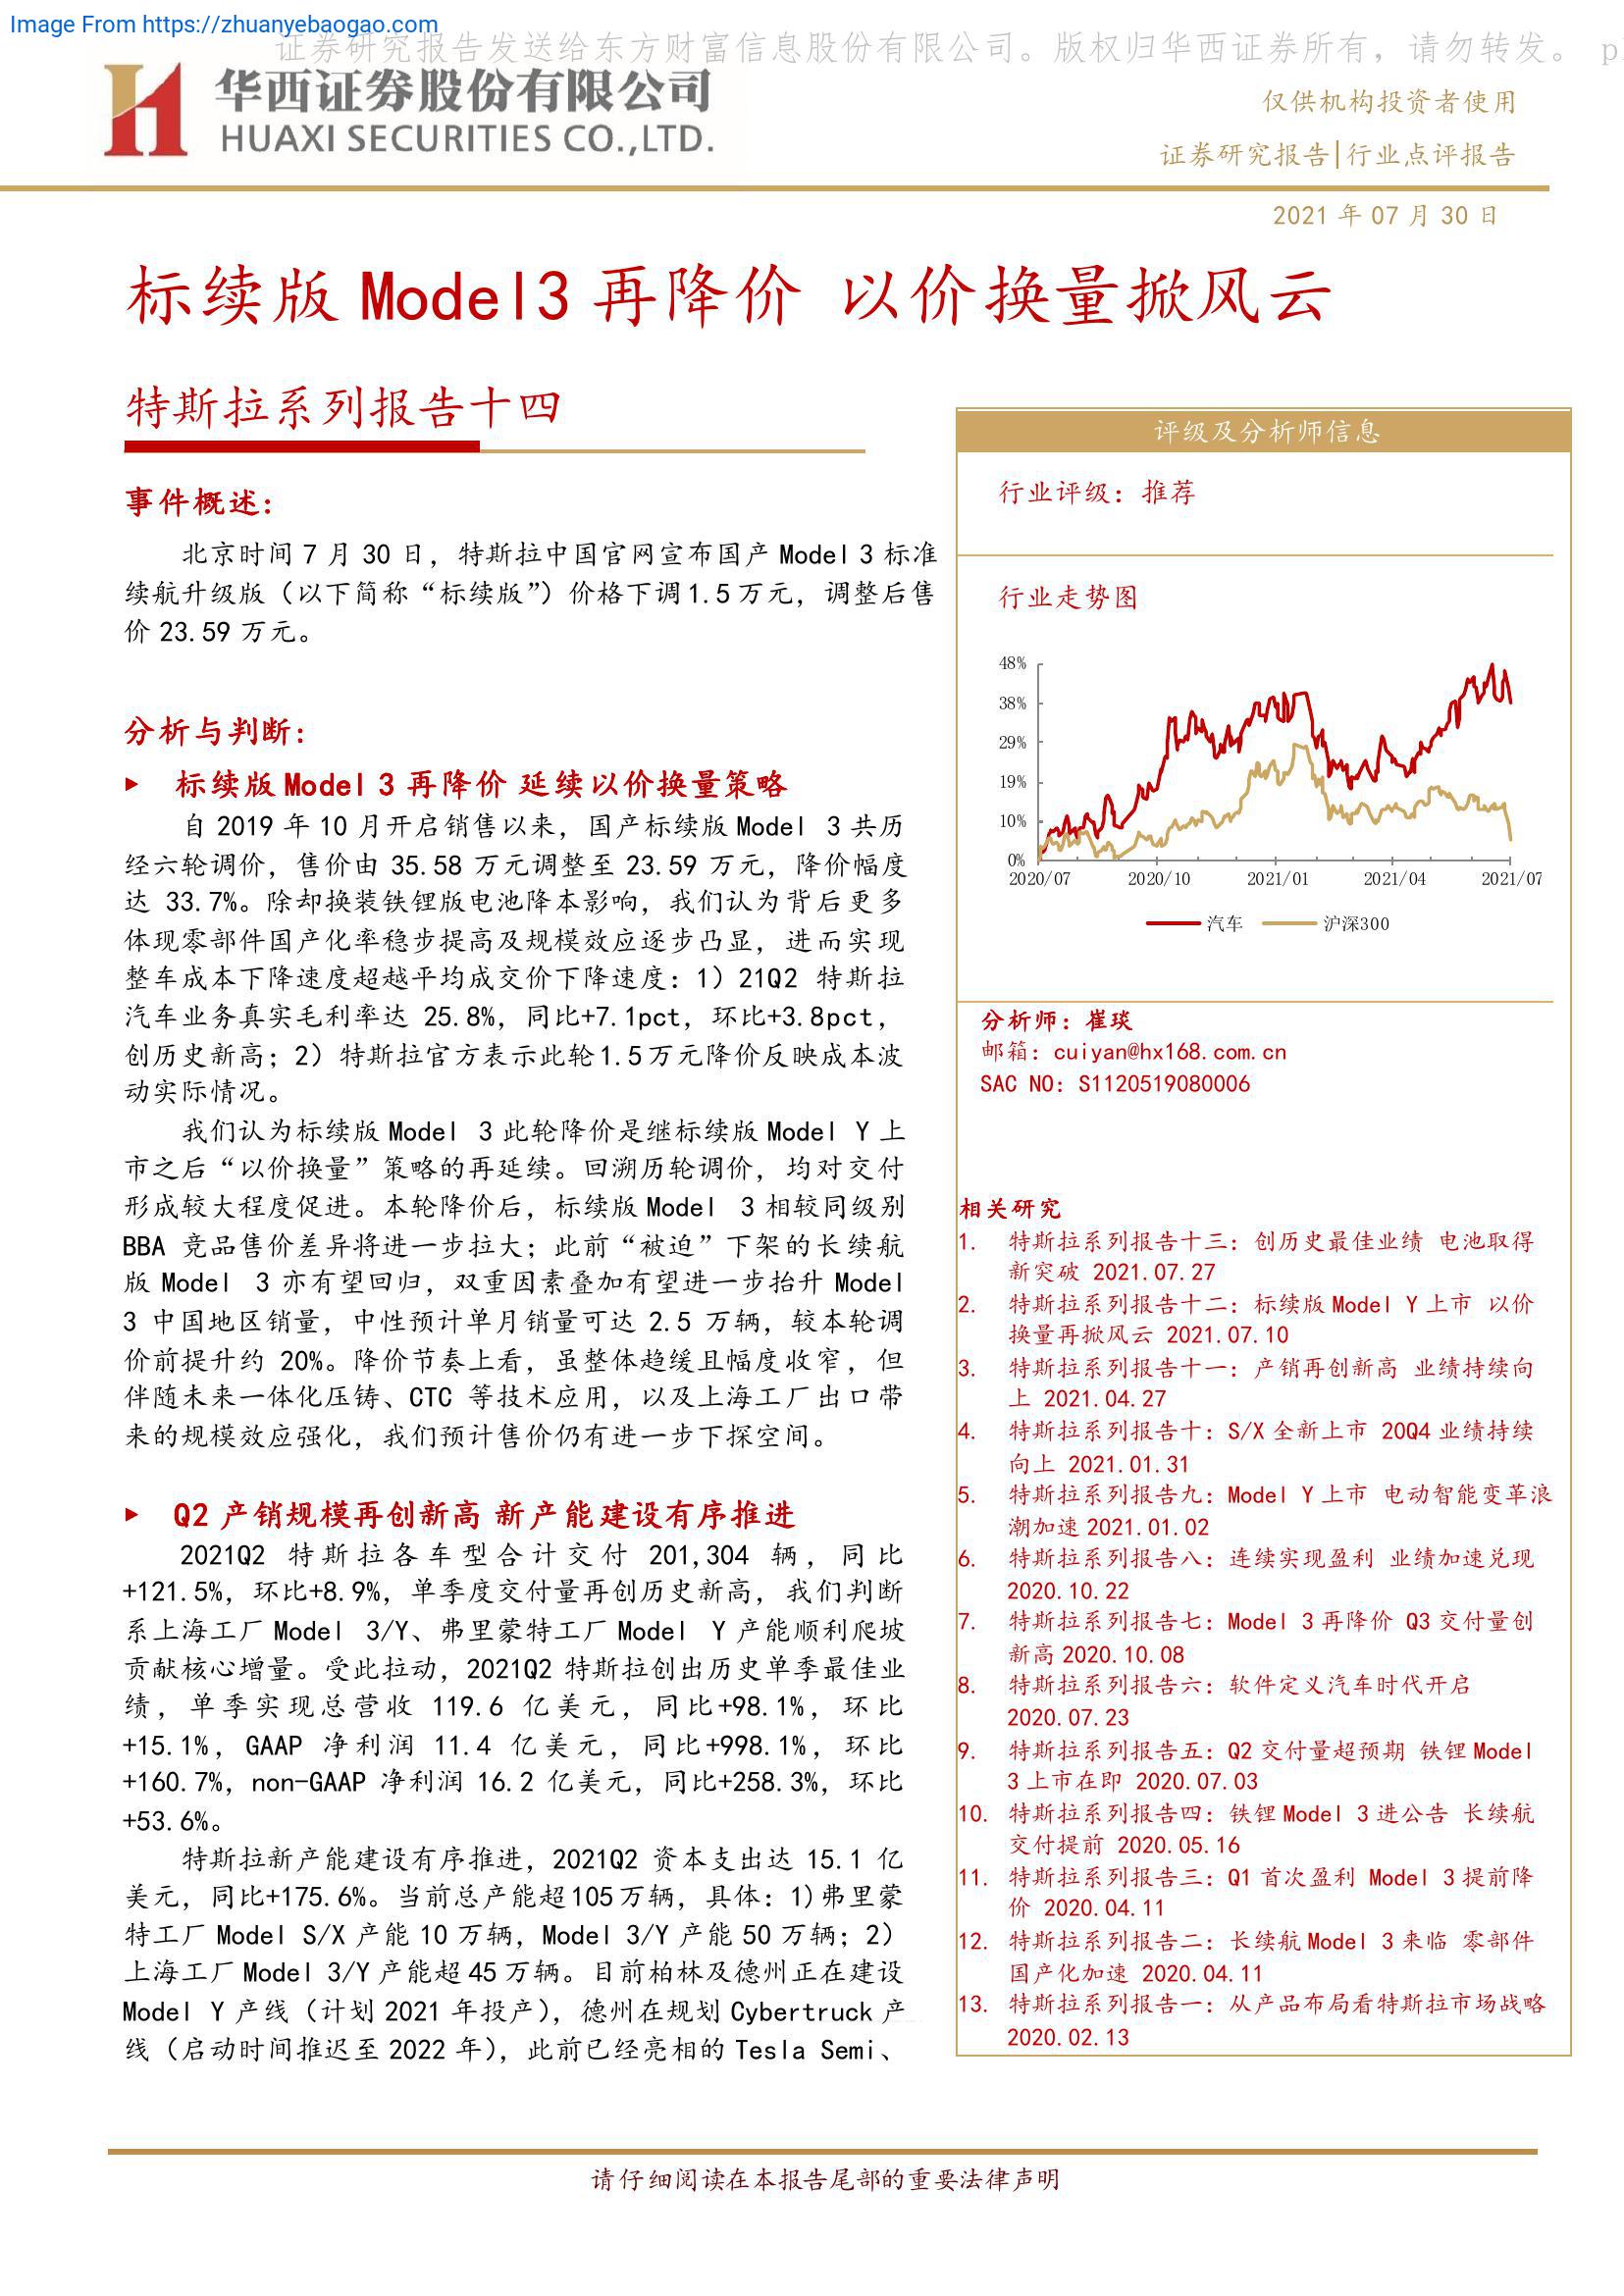 Image From https://zhuanyebaogao.com
证券研究报告发送给东方财富信息股份有限公司。版权归华西证券所有，请勿转发。 p
华西证券股份有限公司
HUAXI SECURITIES CO.,LTD.
仅供机构投资者使用
证券研究报告|行业点评报告
2021 年 07 月 30 日
标续版 Model3 再降价 以价换量掀风云
特斯拉系列报告十四
事件概述：
北京时间 7 月 30 日，特斯拉中国官网宣布国产 Model 3 标准
续航升级版（以下简称“标续版”）价格下调 1.5 万元，调整后售
价 23.59 万元。
分析与判断：
▶ 标续版 Model 3 再降价 延续以价换量策略
自 2019 年 10 月开启销售以来，国产标续版 Model 3 共历
经六轮调价，售价由 35.58 万元调整至 23.59 万元，降价幅度
达 33.7%。除却换装铁锂版电池降本影响，我们认为背后更多
体现零部件国产化率稳步提高及规模效应逐步凸显，进而实现
整车成本下降速度超越平均成交价下降速度：1）21Q2 特斯拉
汽车业务真实毛利率达 25.8%，同比+7.1pct，环比+3.8pct，
创历史新高；2）特斯拉官方表示此轮 1.5 万元降价反映成本波
动实际情况。
我们认为标续版 Model 3 此轮降价是继标续版 Model Y 上
市之后“以价换量”策略的再延续。回溯历轮调价，均对交付
形成较大程度促进。本轮降价后，标续版 Model 3 相较同级别
BBA 竞品售价差异将进一步拉大；此前“被迫”下架的长续航
版 Model 3 亦有望回归，双重因素叠加有望进一步抬升 Model
3 中国地区销量，中性预计单月销量可达 2.5 万辆，较本轮调
价前提升约 20%。降价节奏上看，虽整体趋缓且幅度收窄，但
伴随未来一体化压铸、CTC 等技术应用，以及上海工厂出口带
来的规模效应强化，我们预计售价仍有进一步下探空间。
▶ Q2 产销规模再创新高 新产能建设有序推进
2021Q2 特斯拉各车型合计交付 201,304 辆，同比
+121.5%，环比+8.9%，单季度交付量再创历史新高，我们判断
系上海工厂 Model 3/Y、弗里蒙特工厂 Model Y 产能顺利爬坡
贡献核心增量。受此拉动，2021Q2 特斯拉创出历史单季最佳业
绩，单季实现总营收 119.6 亿美元，同比+98.1%，环比
+15.1%，GAAP 净利润 11.4 亿美元，同比+998.1%，环比
+160.7%，non-GAAP 净利润 16.2 亿美元，同比+258.3%，环比
+53.6%。
特斯拉新产能建设有序推进，2021Q2 资本支出达 15.1 亿
美元，同比+175.6%。当前总产能超 105 万辆，具体：1)弗里蒙
特工厂 Model S/X 产能 10 万辆，Model 3/Y 产能 50 万辆；2）
上海工厂 Model 3/Y 产能超 45 万辆。目前柏林及德州正在建设
Model Y 产线（计划 2021 年投产），德州在规划 Cybertruck 产
线（启动时间推迟至 2022 年），此前已经亮相的 Tesla Semi、
评级及分析师信息
行业评级：推荐
行业走势图
48%
38%
29%
19%
10%
0%
2020/07 2020/10 2021/01 2021/04 2021/07
汽车 沪深300
分析师：崔琰
邮箱：cuiyan@hx168.com.cn
SAC NO：S1120519080006
相关研究
1. 特斯拉系列报告十三：创历史最佳业绩 电池取得
新突破 2021.07.27
2. 特斯拉系列报告十二：标续版 Model Y 上市 以价
换量再掀风云 2021.07.10
3. 特斯拉系列报告十一：产销再创新高 业绩持续向
上 2021.04.27
4. 特斯拉系列报告十：S/X 全新上市 20Q4 业绩持续
向上 2021.01.31
5. 特斯拉系列报告九：Model Y 上市 电动智能变革浪
潮加速 2021.01.02
6. 特斯拉系列报告八：连续实现盈利 业绩加速兑现
2020.10.22
7. 特斯拉系列报告七：Model 3 再降价 Q3 交付量创
新高 2020.10.08
8. 特斯拉系列报告六：软件定义汽车时代开启
2020.07.23
9. 特斯拉系列报告五：Q2 交付量超预期 铁锂 Model
3 上市在即 2020.07.03
10. 特斯拉系列报告四：铁锂 Model 3 进公告 长续航
交付提前 2020.05.16
11. 特斯拉系列报告三：Q1 首次盈利 Model 3 提前降
价 2020.04.11
12. 特斯拉系列报告二：长续航 Model 3 来临 零部件
国产化加速 2020.04.11
13. 特斯拉系列报告一：从产品布局看特斯拉市场战略
2020.02.13
请仔细阅读在本报告尾部的重要法律声明